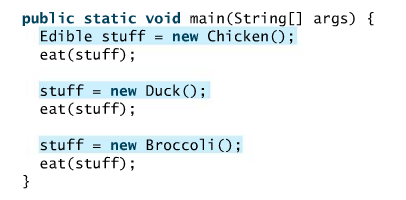 public static void main(String[] args) {
  Edible stuff = new Chicken();
  eat(stuff);

  stuff = new Duck();
  eat(stuff);

  stuff = new Broccoli();
  eat(stuff);
}